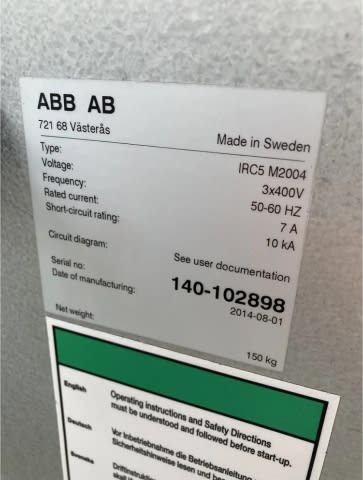 ABB AB
721 68 Västerås
Made in Sweden
Type: IRC5 M2004
Voltage: 3x400V
Frequency: 50-60 HZ
Rated current: 7 A
Short-circuit rating: 10 kA
Circuit diagram: See user documentation
Serial no: 140-102898
Date of manufacturing: 2014-08-01
Net weight: 150 kg
English
Operating instructions and Safety Directions
must be understood and followed before start-up.
Deutsch
Vor Inbetriebnahme die Betriebsanleitung
Sicherheitshinweise lesen und
Svenska